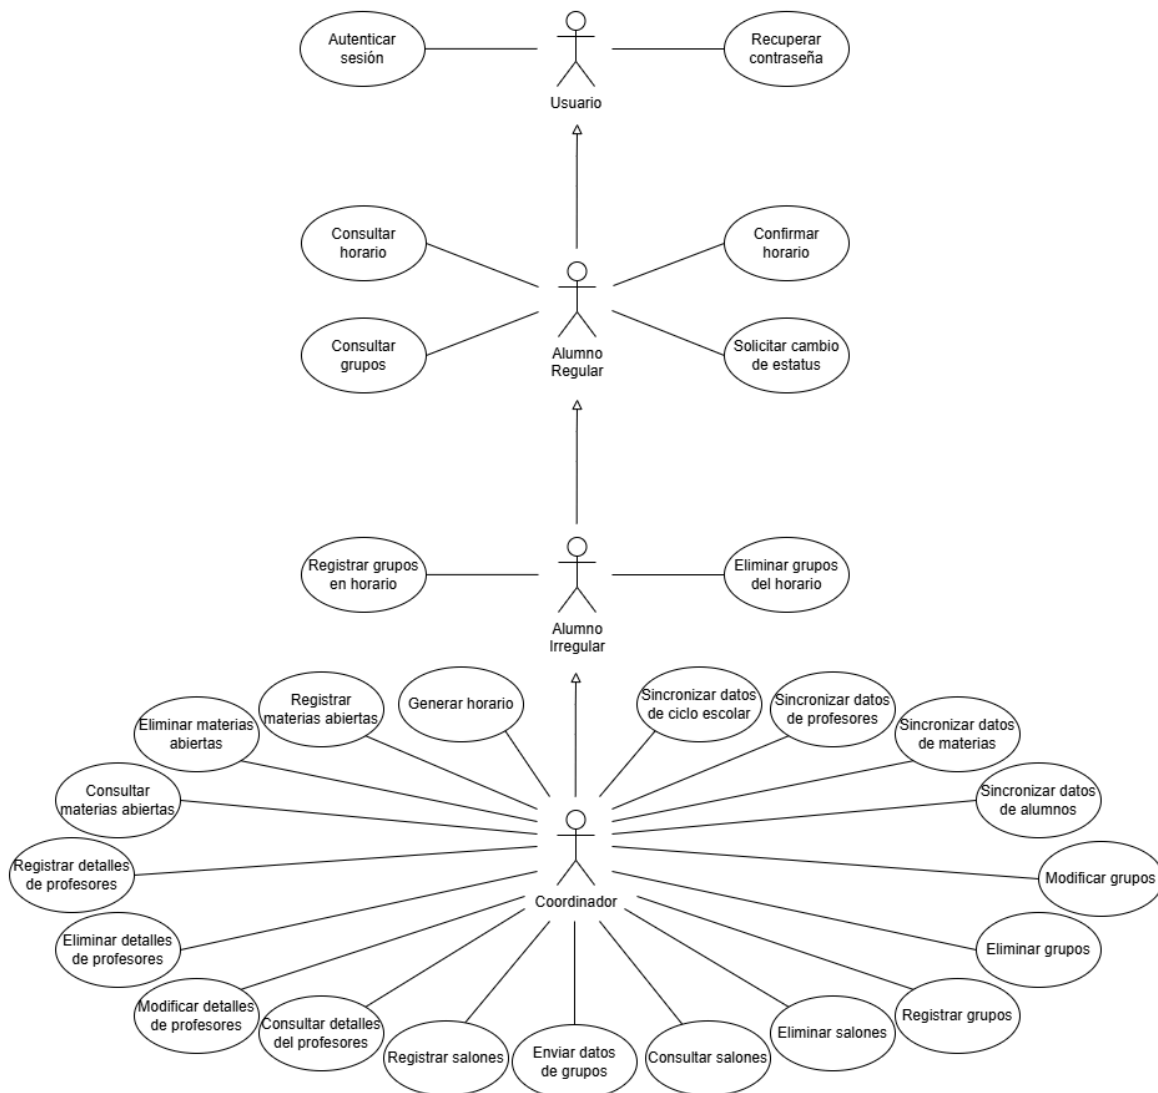 Autenticar
sesión
Usuario
Recuperar
contraseña
Consultar
horario
Confirmar
horario
Consultar
grupos
Alumno
Regular
Solicitar cambio
de estatus
Registrar grupos
en horario
Alumno
Irregular
Eliminar grupos
del horario
Eliminar materias
abiertas
Registrar
materias abiertas
Generar horario
Sincronizar datos
de ciclo escolar
Sincronizar datos
de profesores
Sincronizar datos
de materias
Consultar
materias abiertas
Sincronizar datos
de alumnos
Registrar detalles
de profesores
Coordinador
Modificar grupos
Eliminar detalles
de profesores
Eliminar grupos
Modificar detalles
de profesores
Consultar detalles
del profesores
Registrar salones
Enviar datos
de grupos
Consultar salones
Eliminar salones
Registrar grupos